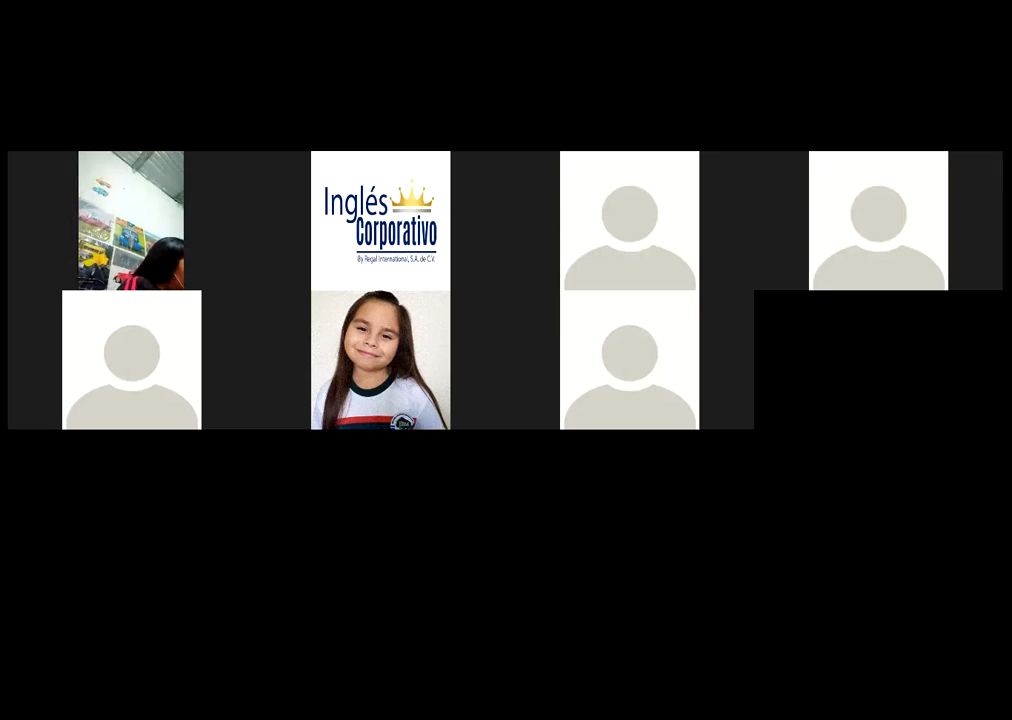 Inglés
Corporativo
By Regal International, S.A. de C.V.